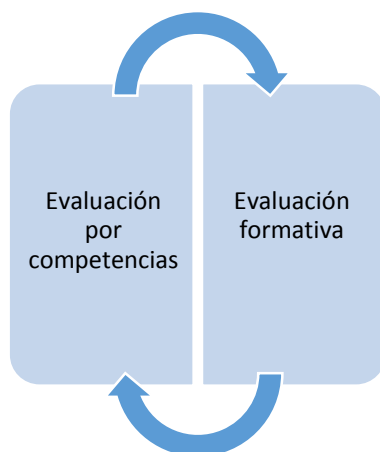 Evaluación
por
competencias
Evaluación
formativa